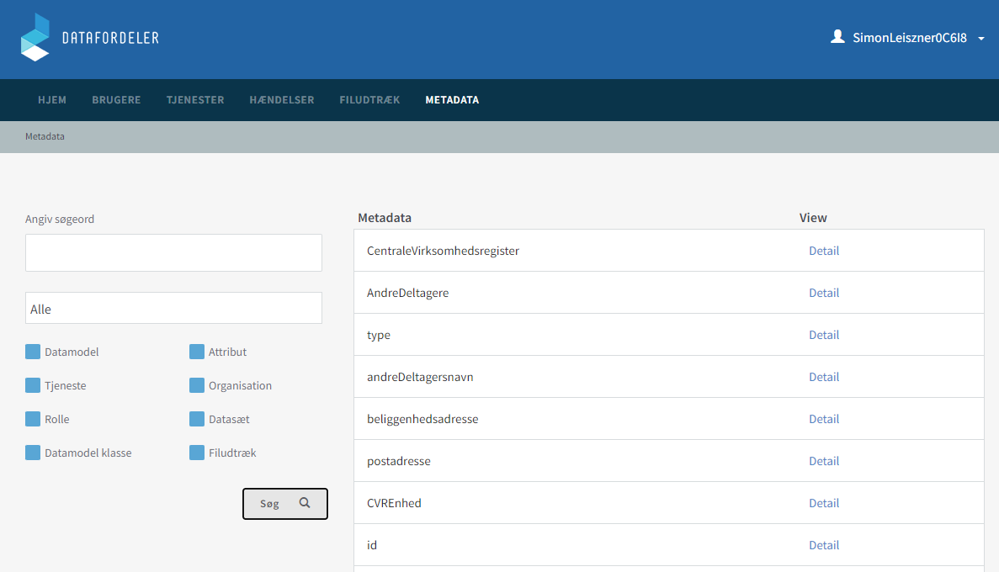 DATAFORDELER
SimonLeiszner0C6I8
HJEM BRUGERE TJENESTER HÆNDELSER FILUDTRÆK METADATA
Metadata
Angiv søgeord
Alle
Datamodel Attribut
Tjeneste Organisation
Rolle Datasæt
Datamodel klasse Filudtræk
Søg
Metadata View
CentraleVirksomhedsregister Detail
AndreDeltagere Detail
type Detail
andreDeltagersnavn Detail
beliggenhedsadresse Detail
postadresse Detail
CVREnhed Detail
id Detail